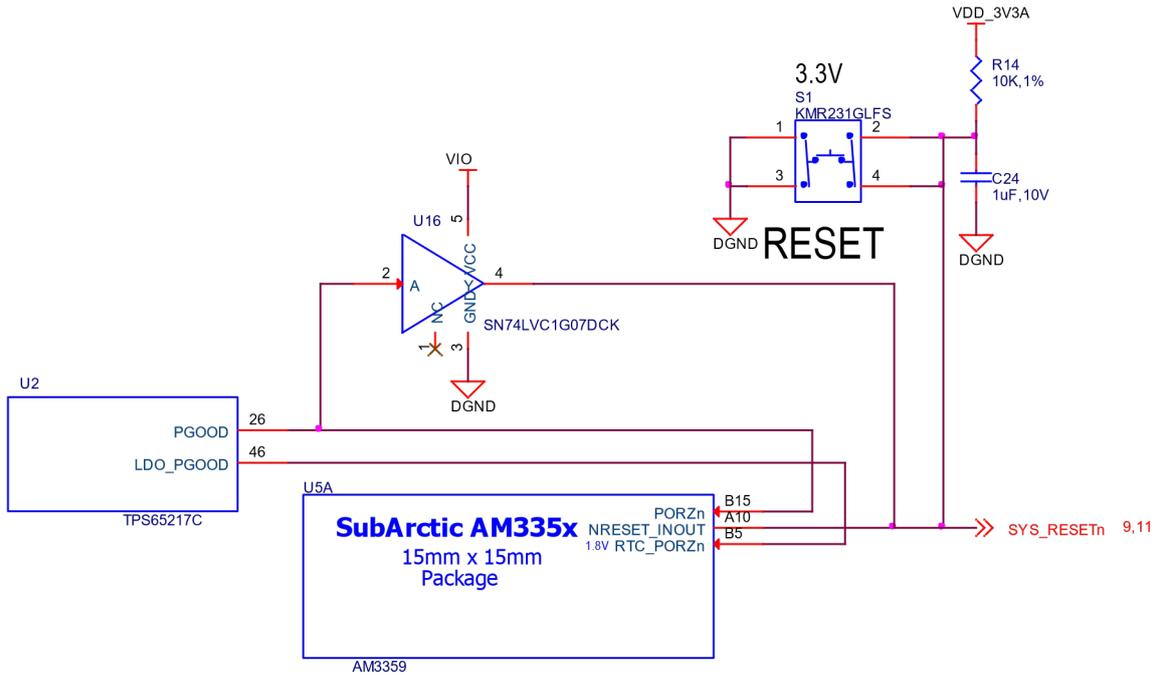 VDD_3V3A
R14
10K,1%
3.3V
S1
KMR231GLFS
1
2
3
4
C24
1uF,10V
DGND
RESET
DGND
VIO
5
U16
VCC
2
A
Y
4
NC
GND
SN74LVC1G07DCK
1
3
DGND
U2
PGOOD
26
LDO_PGOOD
46
TPS65217C
U5A
SubArctic AM335x
15mm x 15mm
Package
PORZn
B15
NRESET_INOUT
A10
1.8V RTC_PORZn
B5
SYS_RESETn 9,11
AM3359